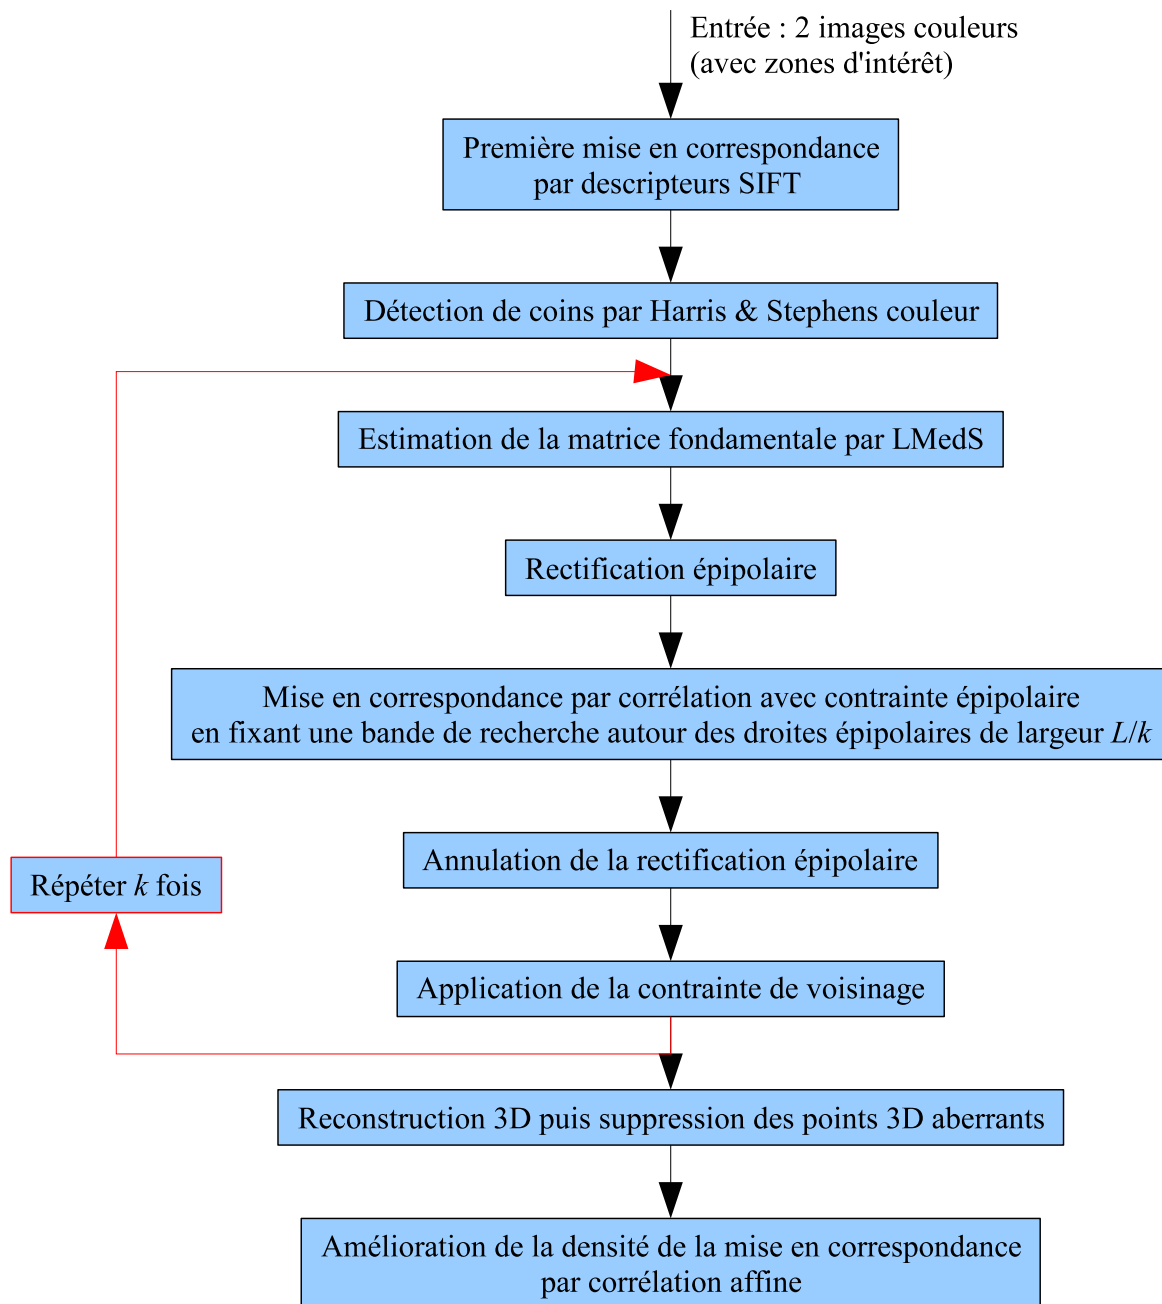 Entrée : 2 images couleurs
(avec zones d'intérêt)
Première mise en correspondance
par descripteurs SIFT
Détection de coins par Harris & Stephens couleur
Estimation de la matrice fondamentale par LMedS
Rectification épipolaire
Mise en correspondance par corrélation avec contrainte épipolaire
en fixant une bande de recherche autour des droites épipolaires de largeur L/k
Annulation de la rectification épipolaire
Répéter k fois
Application de la contrainte de voisinage
Reconstruction 3D puis suppression des points 3D aberrants
Amélioration de la densité de la mise en correspondance
par corrélation affine